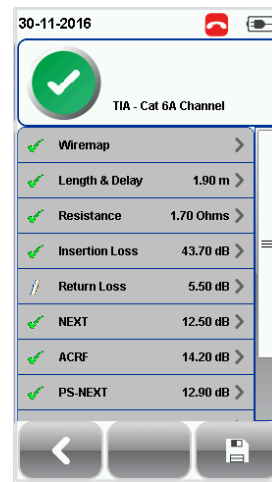 30-11-2016
TIA - Cat 6A Channel
Wiremap
Length & Delay 1.90 m
Resistance 1.70 Ohms
Insertion Loss 43.70 dB
Return Loss 5.50 dB
NEXT 12.50 dB
ACRF 14.20 dB
PS-NEXT 12.90 dB